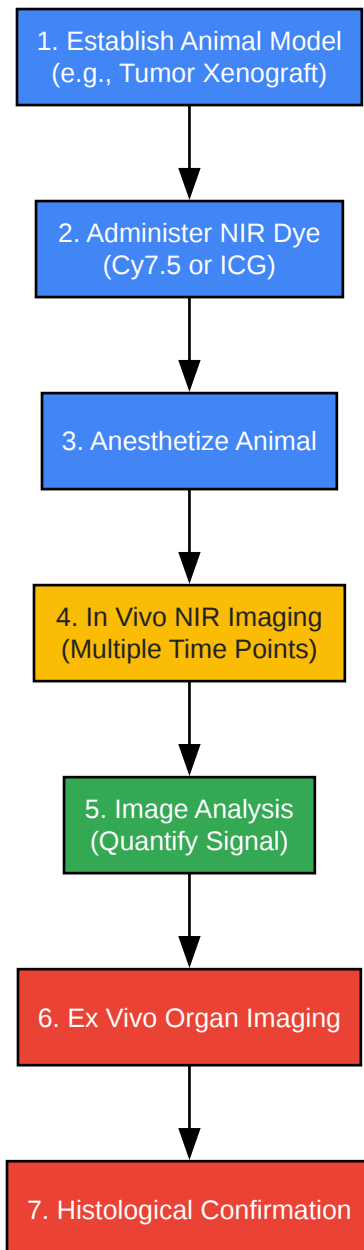 1. Establish Animal Model
(e.g., Tumor Xenograft)
2. Administer NIR Dye
(Cy7.5 or ICG)
3. Anesthetize Animal
4. In Vivo NIR Imaging
(Multiple Time Points)
5. Image Analysis
(Quantify Signal)
6. Ex Vivo Organ Imaging
7. Histological Confirmation